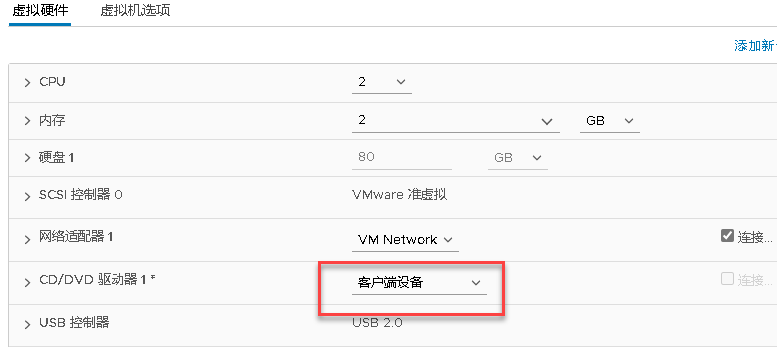 虚拟硬件 虚拟机选项
CPU 2
内存 2 GB
硬盘 1 80 GB
SCSI 控制器 0 VMware 准虚拟
网络适配器 1 VM Network 连接...
CD/DVD 驱动器 1 * 客户端设备 连接...
USB 控制器 USB 2.0